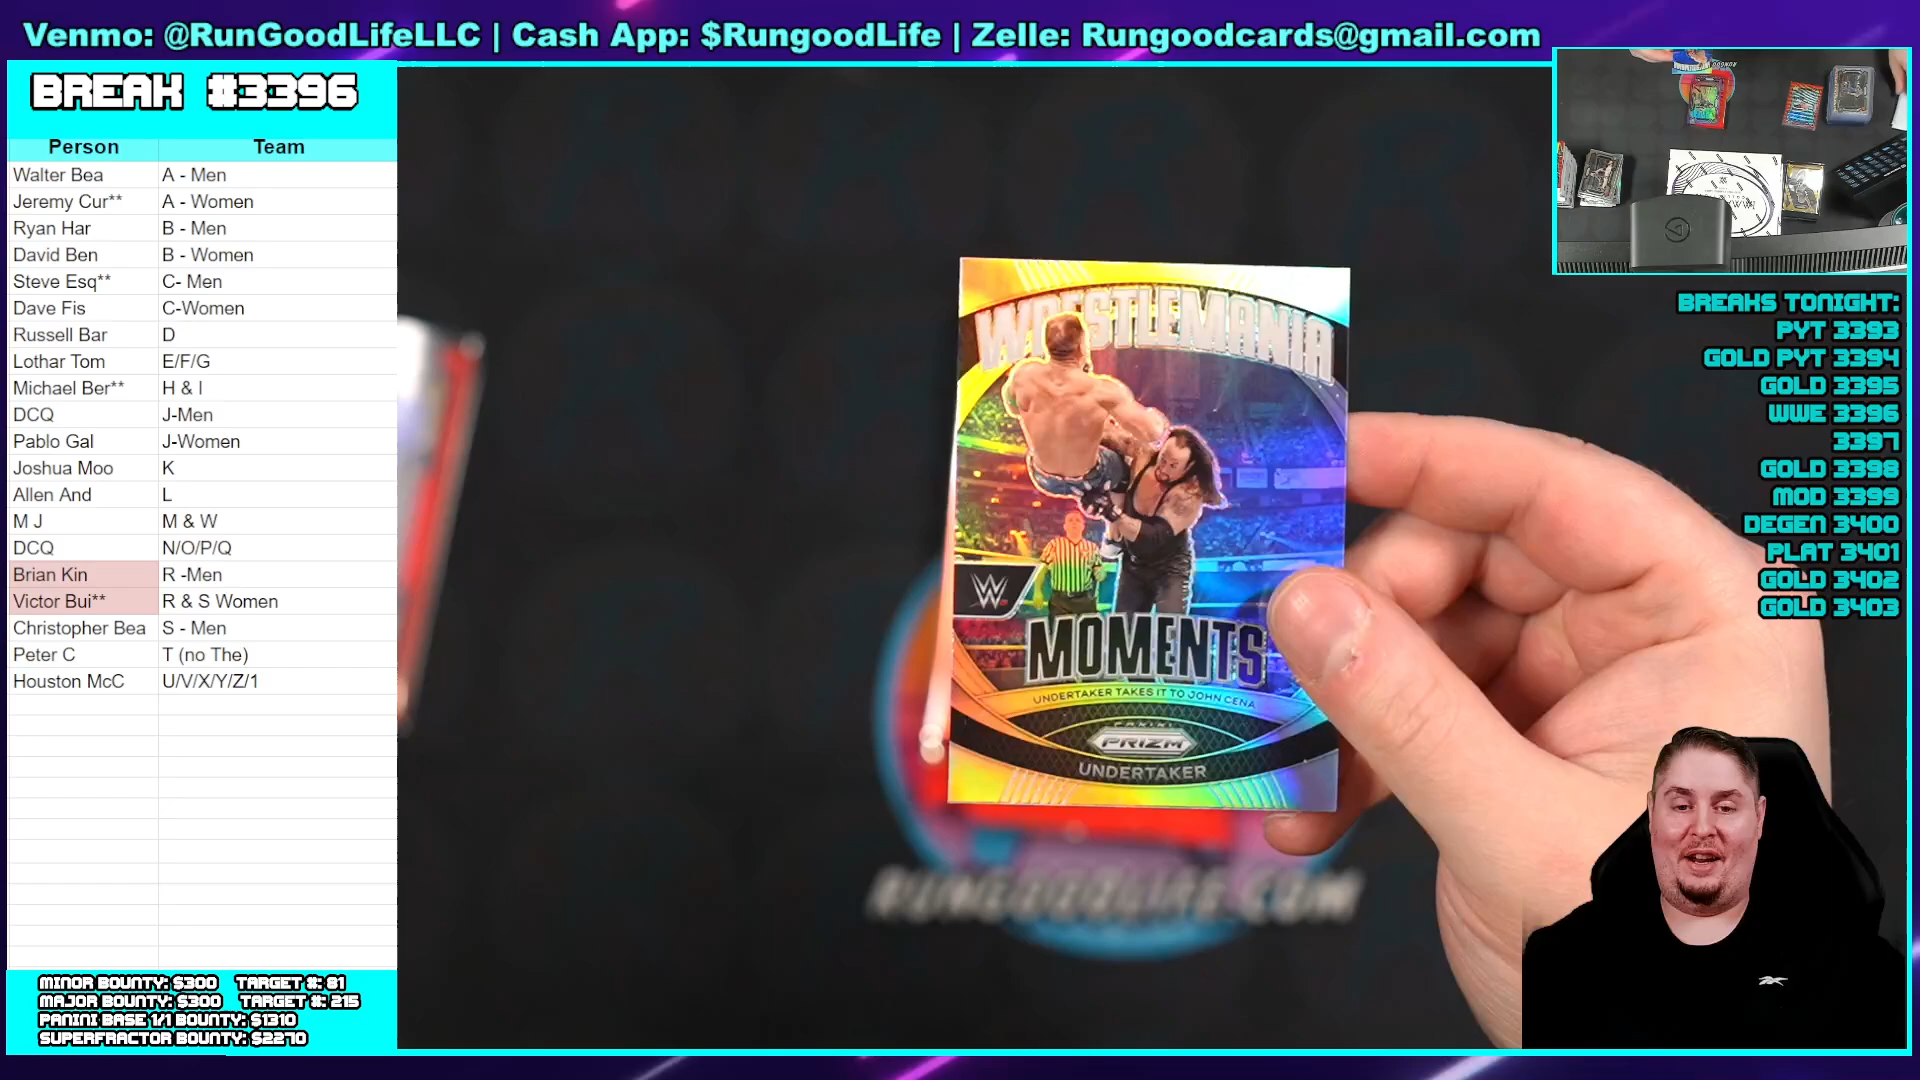 Venmo: @RunGoodLifeLLC | Cash App: $RungoodLife | Zelle: Rungoodcards@gmail.com
BREAK #3396
Person Team
Walter Bea A - Men
Jeremy Cur** A - Women
Ryan Har B - Men
David Ben B - Women
Steve Esq** C- Men
Dave Fis C-Women
Russell Bar D
Lothar Tom E/F/G
Michael Ber** H & I
DCQ J-Men
Pablo Gal J-Women
Joshua Moo K
Allen And L
M J M & W
DCQ N/O/P/Q
Brian Kin R -Men
Victor Bui** R & S Women
Christopher Bea S - Men
Peter C T (no The)
Houston McC U/V/X/Y/Z/1
MINOR BOUNTY: $300 TARGET #: 81
MAJOR BOUNTY: $300 TARGET #: 215
PANINI BASE 1/1 BOUNTY: $1310
SUPERFRACTOR BOUNTY: $2270
WRESTLEMANIA
W
MOMENTS
UNDERTAKER TAKES IT TO JOHN CENA
PANINI
PRIZM
UNDERTAKER
RUNGOODLIFE.COM
BREAKS TONIGHT:
PYT 3393
GOLD PYT 3394
GOLD 3395
WWE 3396
3397
GOLD 3398
MOD 3399
DEGEN 3400
PLAT 3401
GOLD 3402
GOLD 3403